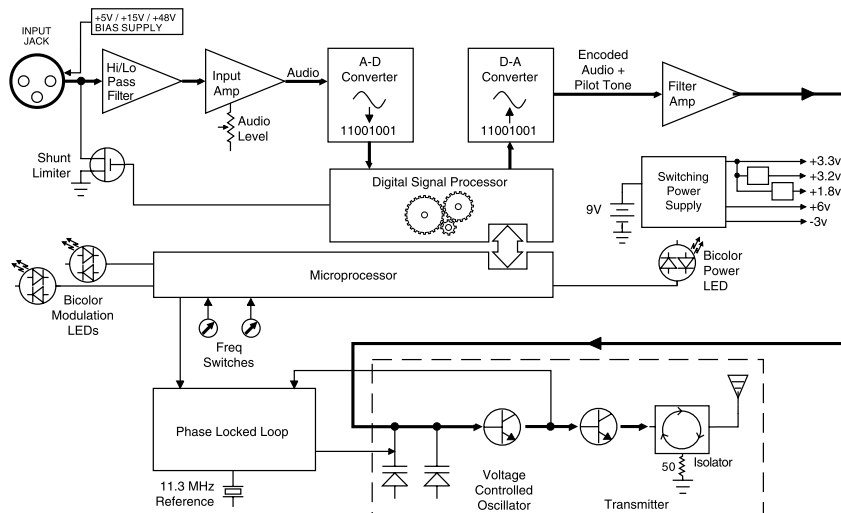 +5V / +15V / +48V
BIAS SUPPLY
INPUT
JACK
Hi/Lo
Pass
Filter
Input
Amp
Audio
Audio
Level
A-D
Converter
11001001
D-A
Converter
11001001
Encoded
Audio +
Pilot Tone
Filter
Amp
Shunt
Limiter
Digital Signal Processor
9V
Switching
Power
Supply
+3.3v
+3.2v
+1.8v
+6v
-3v
Bicolor
Modulation
LEDs
Microprocessor
Bicolor
Power
LED
Freq
Switches
Phase Locked Loop
11.3 MHz
Reference
Voltage
Controlled
Oscillator
50
Isolator
Transmitter